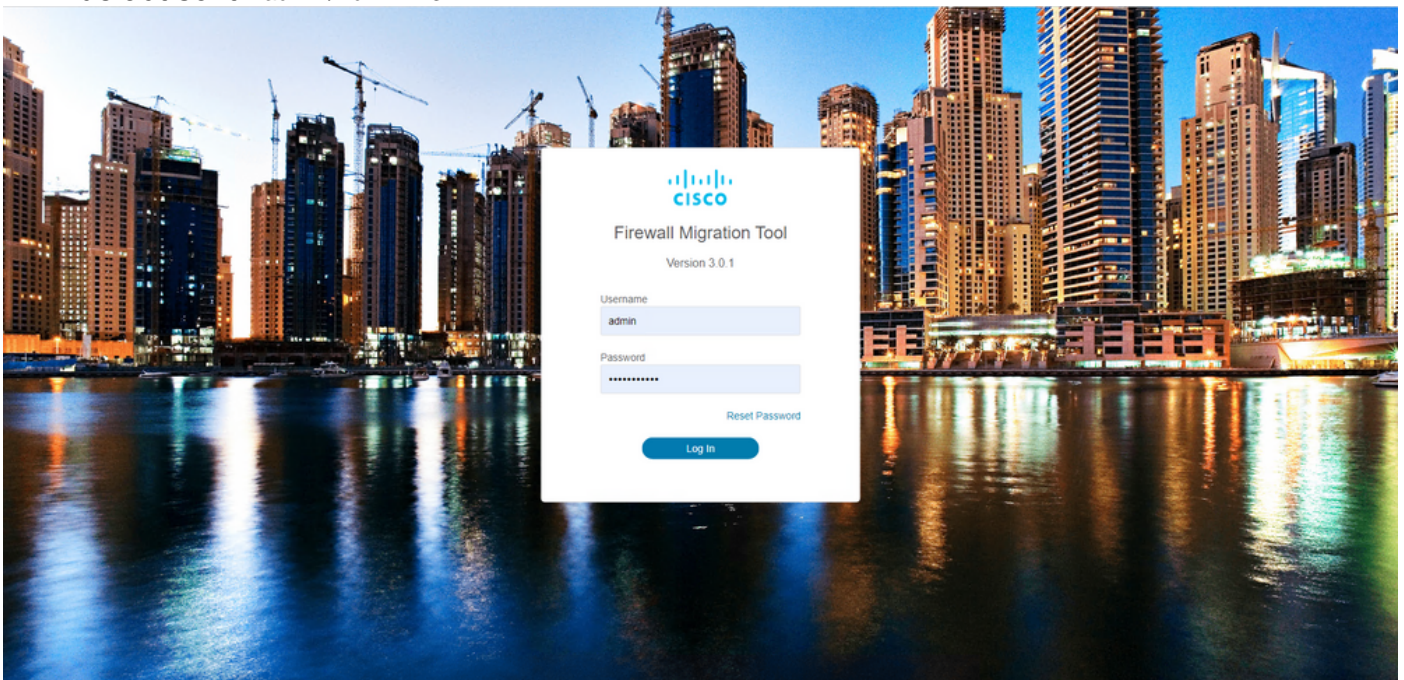 CISCO
Firewall Migration Tool
Version 3.0.1
Username
admin
Password
•••••••••••
Reset Password
Log In